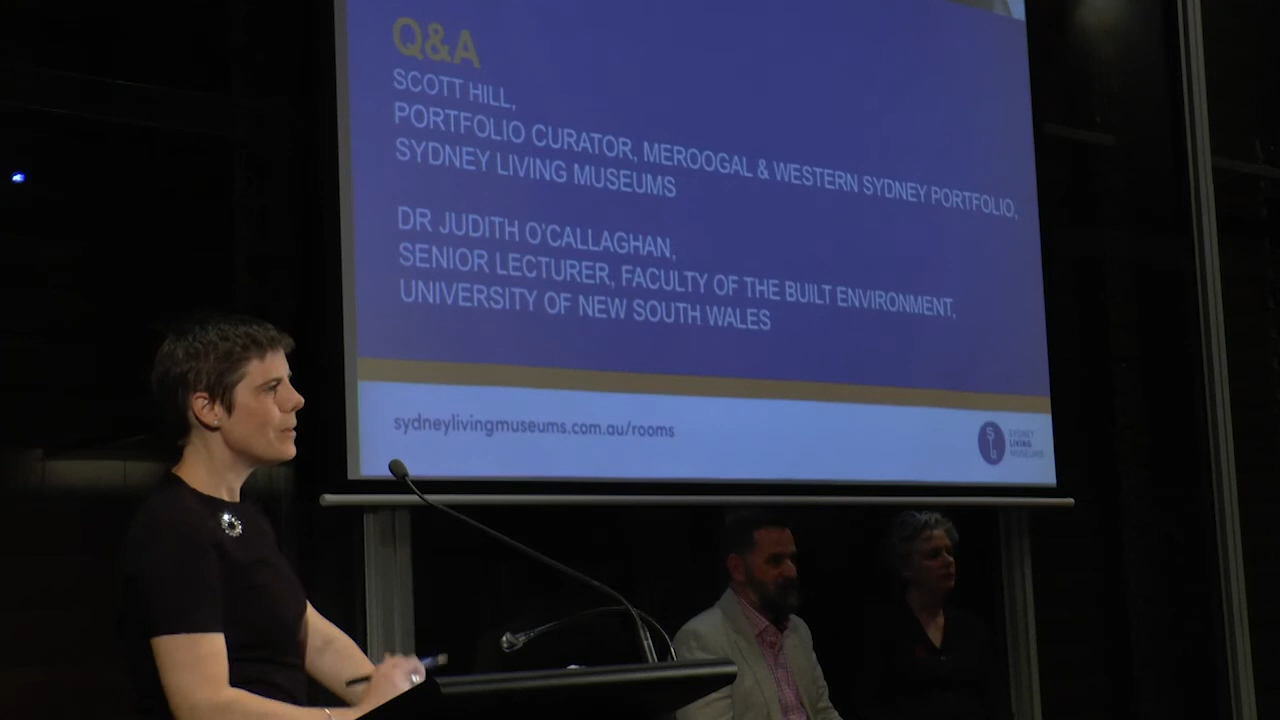 Q&A
SCOTT HILL,
PORTFOLIO CURATOR, MEROOGAL & WESTERN SYDNEY PORTFOLIO,
SYDNEY LIVING MUSEUMS
DR JUDITH O'CALLAGHAN,
SENIOR LECTURER, FACULTY OF THE BUILT ENVIRONMENT,
UNIVERSITY OF NEW SOUTH WALES
sydneylivingmuseums.com.au/rooms
SYDNEY
LIVING
MUSEUMS